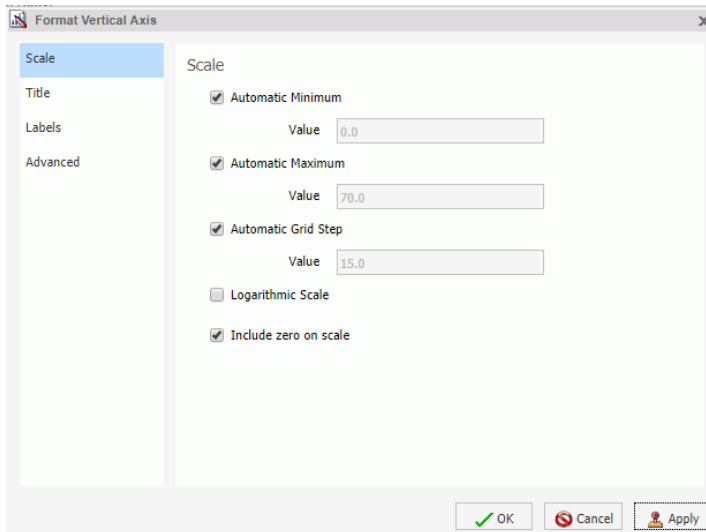 Format Vertical Axis
x
Scale
Title
Labels
Advanced
Scale
Automatic Minimum
Value 0.0
Automatic Maximum
Value 70.0
Automatic Grid Step
Value 15.0
Logarithmic Scale
Include zero on scale
OK Cancel Apply